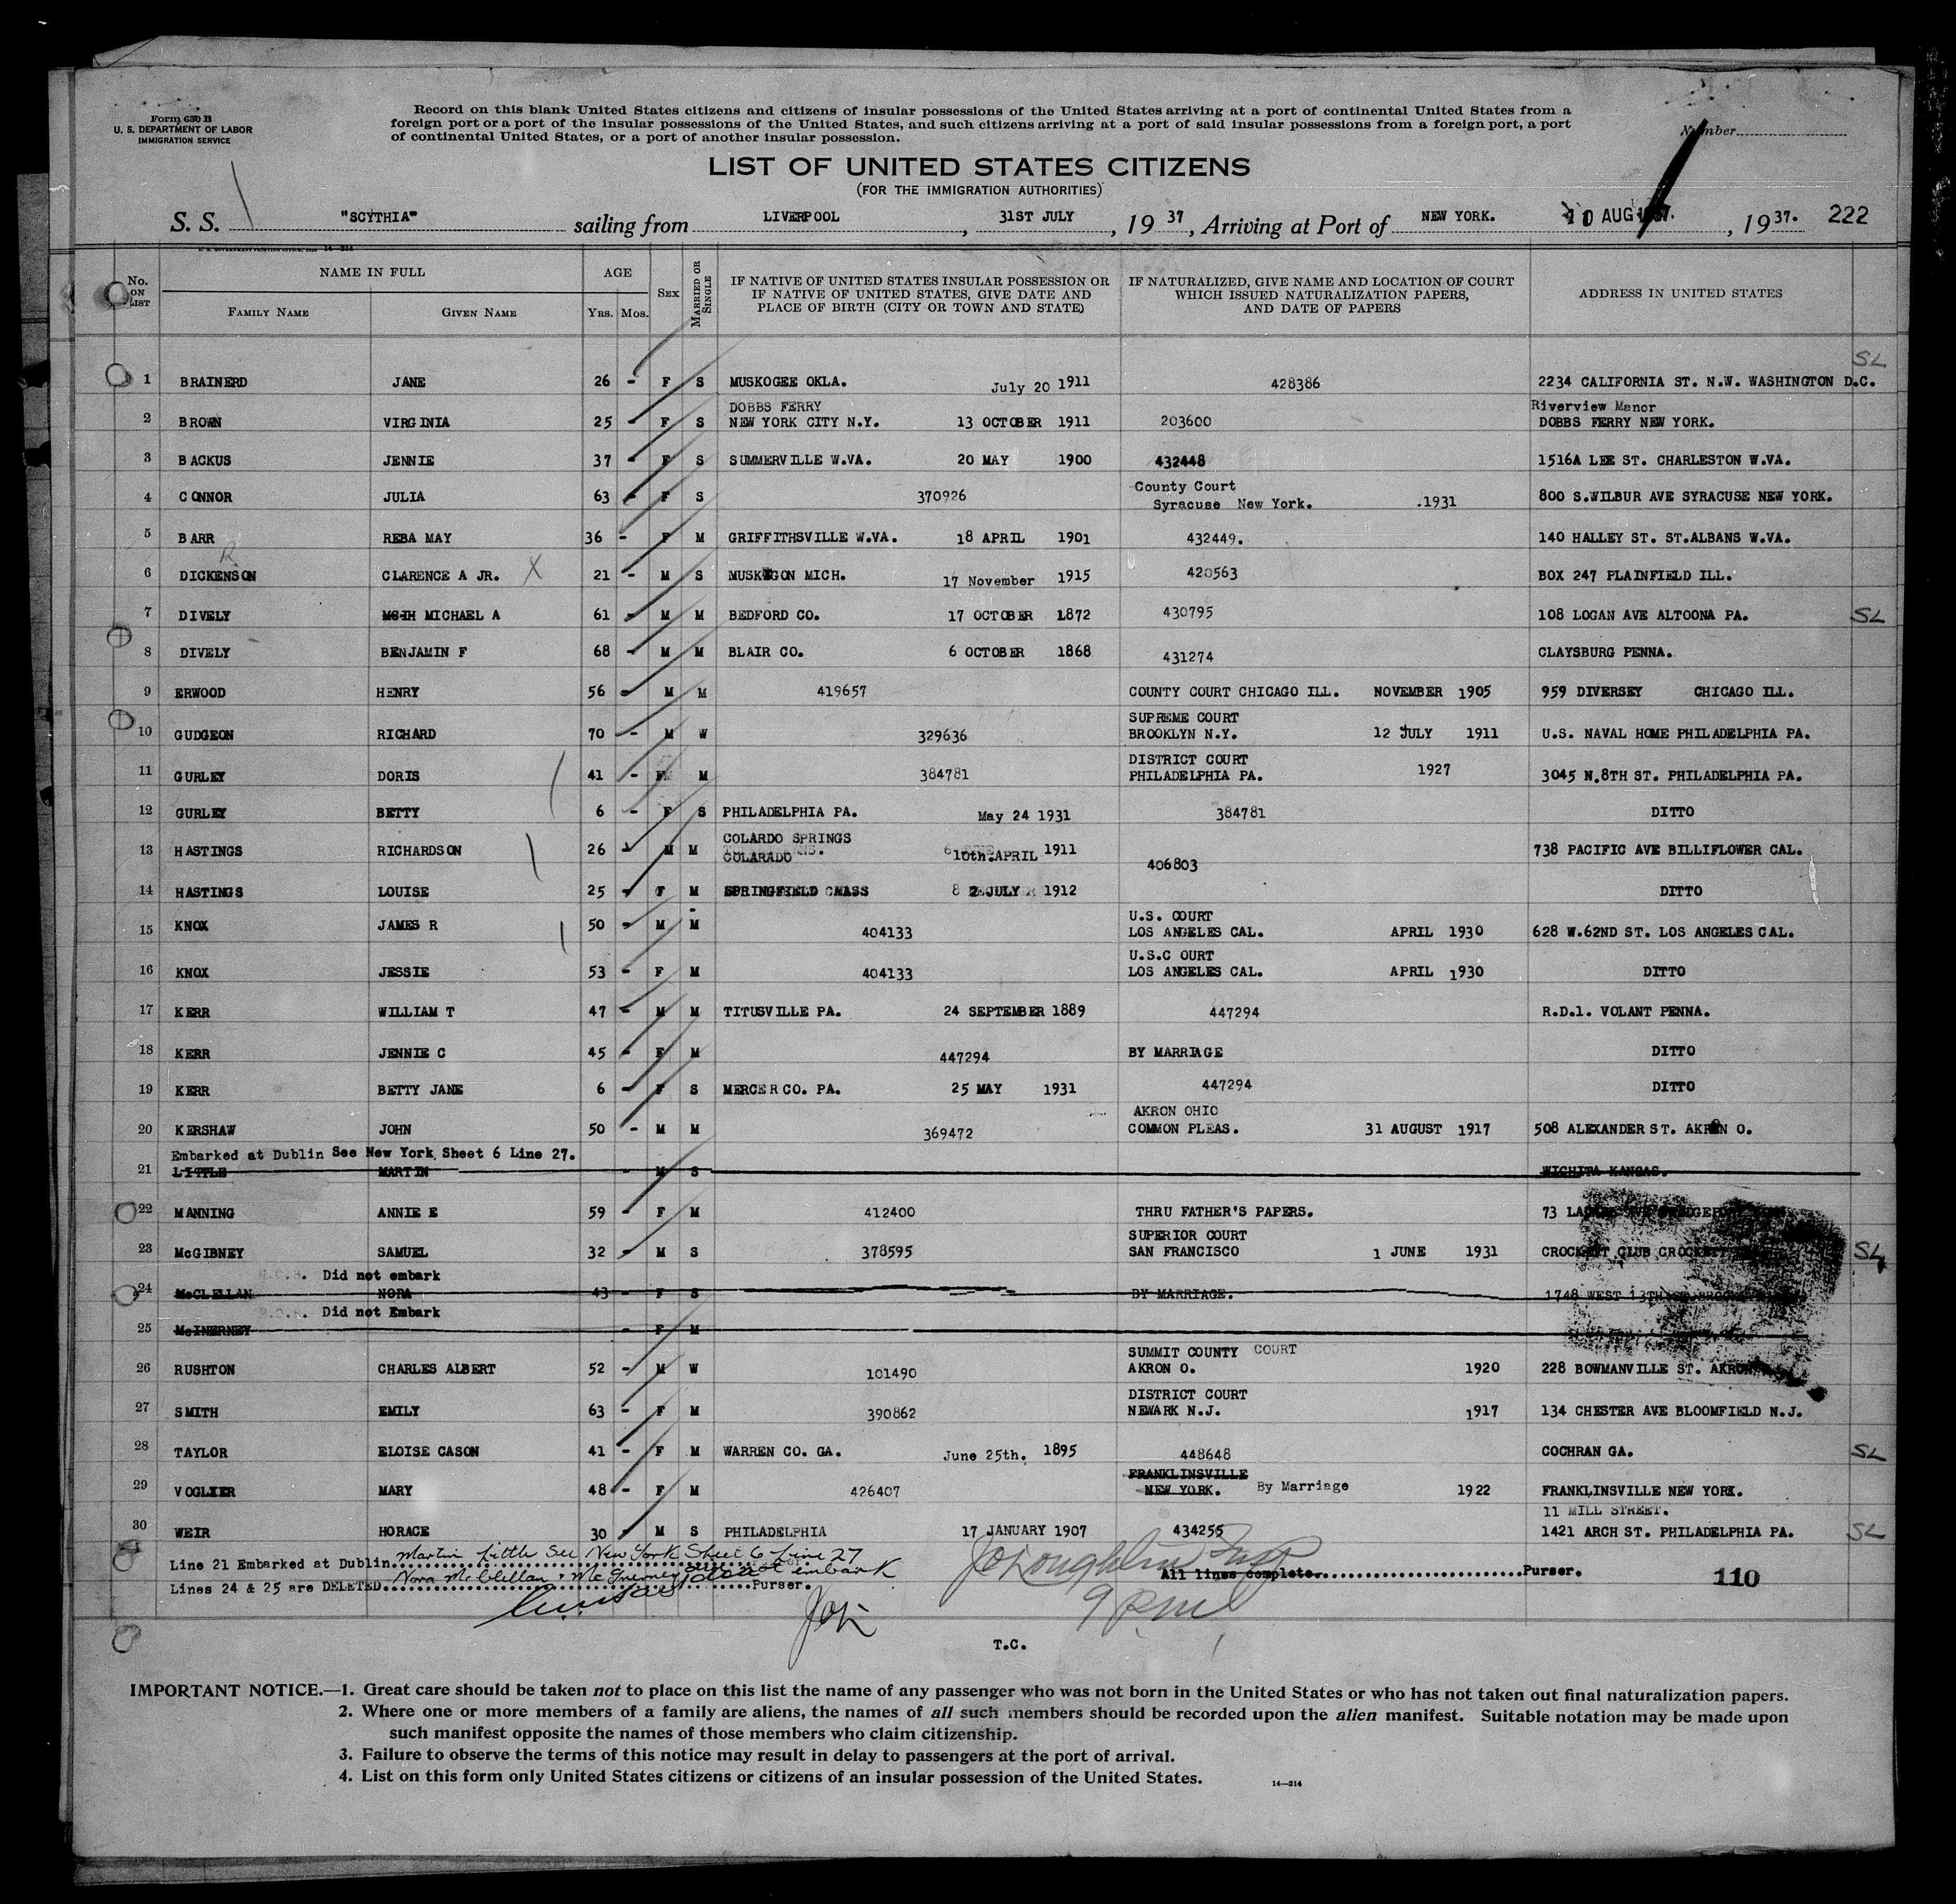 Form 630 B
U. S. DEPARTMENT OF LABOR
IMMIGRATION SERVICE
Record on this blank United States citizens and citizens of insular possessions of the United States arriving at a port of continental United States from a
foreign port or a port of the insular possessions of the United States, and such citizens arriving at a port of said insular possessions from a foreign port, a port
of continental United States, or a port of another insular possession.
Number
LIST OF UNITED STATES CITIZENS
(FOR THE IMMIGRATION AUTHORITIES)
S. S. "SCYTHIA" sailing from LIVERPOOL, 31ST JULY, 1937, Arriving at Port of NEW YORK. 10 AUG 1937., 1937. 222
No. ON LIST
NAME IN FULL
FAMILY NAME GIVEN NAME
AGE
YRS. MOS.
SEX
MARRIED OR SINGLE
IF NATIVE OF UNITED STATES INSULAR POSSESSION OR
IF NATIVE OF UNITED STATES, GIVE DATE AND
PLACE OF BIRTH (CITY OR TOWN AND STATE)
IF NATURALIZED, GIVE NAME AND LOCATION OF COURT
WHICH ISSUED NATURALIZATION PAPERS,
AND DATE OF PAPERS
ADDRESS IN UNITED STATES
SL
1 BRAINERD JANE 26 - F S MUSKOGEE OKLA. July 20 1911 428386 2234 CALIFORNIA ST. N.W. WASHINGTON D.C.
DOBBS FERRY Riverview Manor
2 BROWN VIRGINIA 25 - F S NEW YORK CITY N.Y. 13 OCTOBER 1911 203600 DOBBS FERRY NEW YORK.
3 BACKUS JENNIE 37 - F S SUMMERVILLE W.VA. 20 MAY 1900 432448 1516A LEE ST. CHARLESTON W.VA.
County Court
4 CONNOR JULIA 63 - F S 370926 Syracuse New York. .1931 800 S.WILBUR AVE SYRACUSE NEW YORK.
5 BARR REBA MAY 36 - F M GRIFFITHSVILLE W.VA. 18 APRIL 1901 432449. 140 HALLEY ST. ST.ALBANS W.VA.
R
6 DICKENSON CLARENCE A JR. X 21 - M S MUSKEGON MICH. 17 November 1915 420563 BOX 247 PLAINFIELD ILL.
7 DIVELY MICHAEL A 61 - M M BEDFORD CO. 17 OCTOBER 1872 430795 108 LOGAN AVE ALTOONA PA. SL
8 DIVELY BENJAMIN F 68 - M M BLAIR CO. 6 OCTOBER 1868 431274 CLAYSBURG PENNA.
9 ERWOOD HENRY 56 - M M 419657 COUNTY COURT CHICAGO ILL. NOVEMBER 1905 959 DIVERSEY CHICAGO ILL.
SUPREME COURT
10 GUDGEON RICHARD 70 - M W 329636 BROOKLYN N.Y. 12 JULY 1911 U.S. NAVAL HOME PHILADELPHIA PA.
DISTRICT COURT
11 GURLEY DORIS 41 - F M 384781 PHILADELPHIA PA. 1927 3045 N.8TH ST. PHILADELPHIA PA.
12 GURLEY BETTY 6 - F S PHILADELPHIA PA. May 24 1931 384781 DITTO
COLARDO SPRINGS
13 HASTINGS RICHARDSON 26 - M M COLARADO 10th.APRIL 1911 406803 738 PACIFIC AVE BILLIFLOWER CAL.
14 HASTINGS LOUISE 25 - F M SPRINGFIELD MASS 2 JULY 1912 DITTO
U.S. COURT
15 KNOX JAMES R 50 - M M 404133 LOS ANGELES CAL. APRIL 1930 628 W.62ND ST. LOS ANGELES CAL.
U.S.C OURT
16 KNOX JESSIE 53 - F M 404133 LOS ANGELES CAL. APRIL 1930 DITTO
17 KERR WILLIAM T 47 - M M TITUSVILLE PA. 24 SEPTEMBER 1889 447294 R.D.1. VOLANT PENNA.
18 KERR JENNIE C 45 - F M 447294 BY MARRIAGE DITTO
19 KERR BETTY JANE 6 - F S MERCER CO. PA. 25 MAY 1931 447294 DITTO
AKRON OHIO
20 KERSHAW JOHN 50 - M M 369472 COMMON PLEAS. 31 AUGUST 1917 508 ALEXANDER ST. AKRON O.
Embarked at Dublin See New York Sheet 6 Line 27.
21 LITTLE MARTIN - M S WICHITA KANSAS.
22 MANNING ANNIE E 59 - F M 412400 THRU FATHER'S PAPERS. 73
SUPERIOR COURT
23 McGIBNEY SAMUEL 32 - M S 378595 SAN FRANCISCO 1 JUNE 1931 CROCKETT CLUB CROCKETT SL
Did not embark
24 McCLELLAN NORA 43 - F S BY MARRIAGE. 1748 WEST 13TH
Did not Embark
25 McINERNEY - F M
SUMMIT COUNTY COURT
26 RUSHTON CHARLES ALBERT 52 - M W 101490 AKRON O. 1920 228 BOWMANVILLE ST. AKRON
DISTRICT COURT
27 SMITH EMILY 63 - F M 390862 NEWARK N.J. 1917 134 CHESTER AVE BLOOMFIELD N.J.
28 TAYLOR ELOISE CASON 41 - F M WARREN CO. GA. June 25th. 1895 448648 COCHRAN GA. SL
FRANKLINSVILLE
29 VOGLIER MARY 48 - F M 426407 NEW YORK. By Marriage 1922 FRANKLINSVILLE NEW YORK.
11 MILL STREET.
30 WEIR HORACE 30 - M S PHILADELPHIA 17 JANUARY 1907 434255 1421 ARCH ST. PHILADELPHIA PA. SL
Line 21 Embarked at Dublin Martin Little See New York Sheet 6 Line 27
Lines 24 & 25 are DELETED Nora McClellan & McInerney did not embark Purser.
All lines complete. Purser. 110
T.C.
IMPORTANT NOTICE.—1. Great care should be taken not to place on this list the name of any passenger who was not born in the United States or who has not taken out final naturalization papers.
2. Where one or more members of a family are aliens, the names of all such members should be recorded upon the alien manifest. Suitable notation may be made upon
such manifest opposite the names of those members who claim citizenship.
3. Failure to observe the terms of this notice may result in delay to passengers at the port of arrival.
4. List on this form only United States citizens or citizens of an insular possession of the United States. 14—214